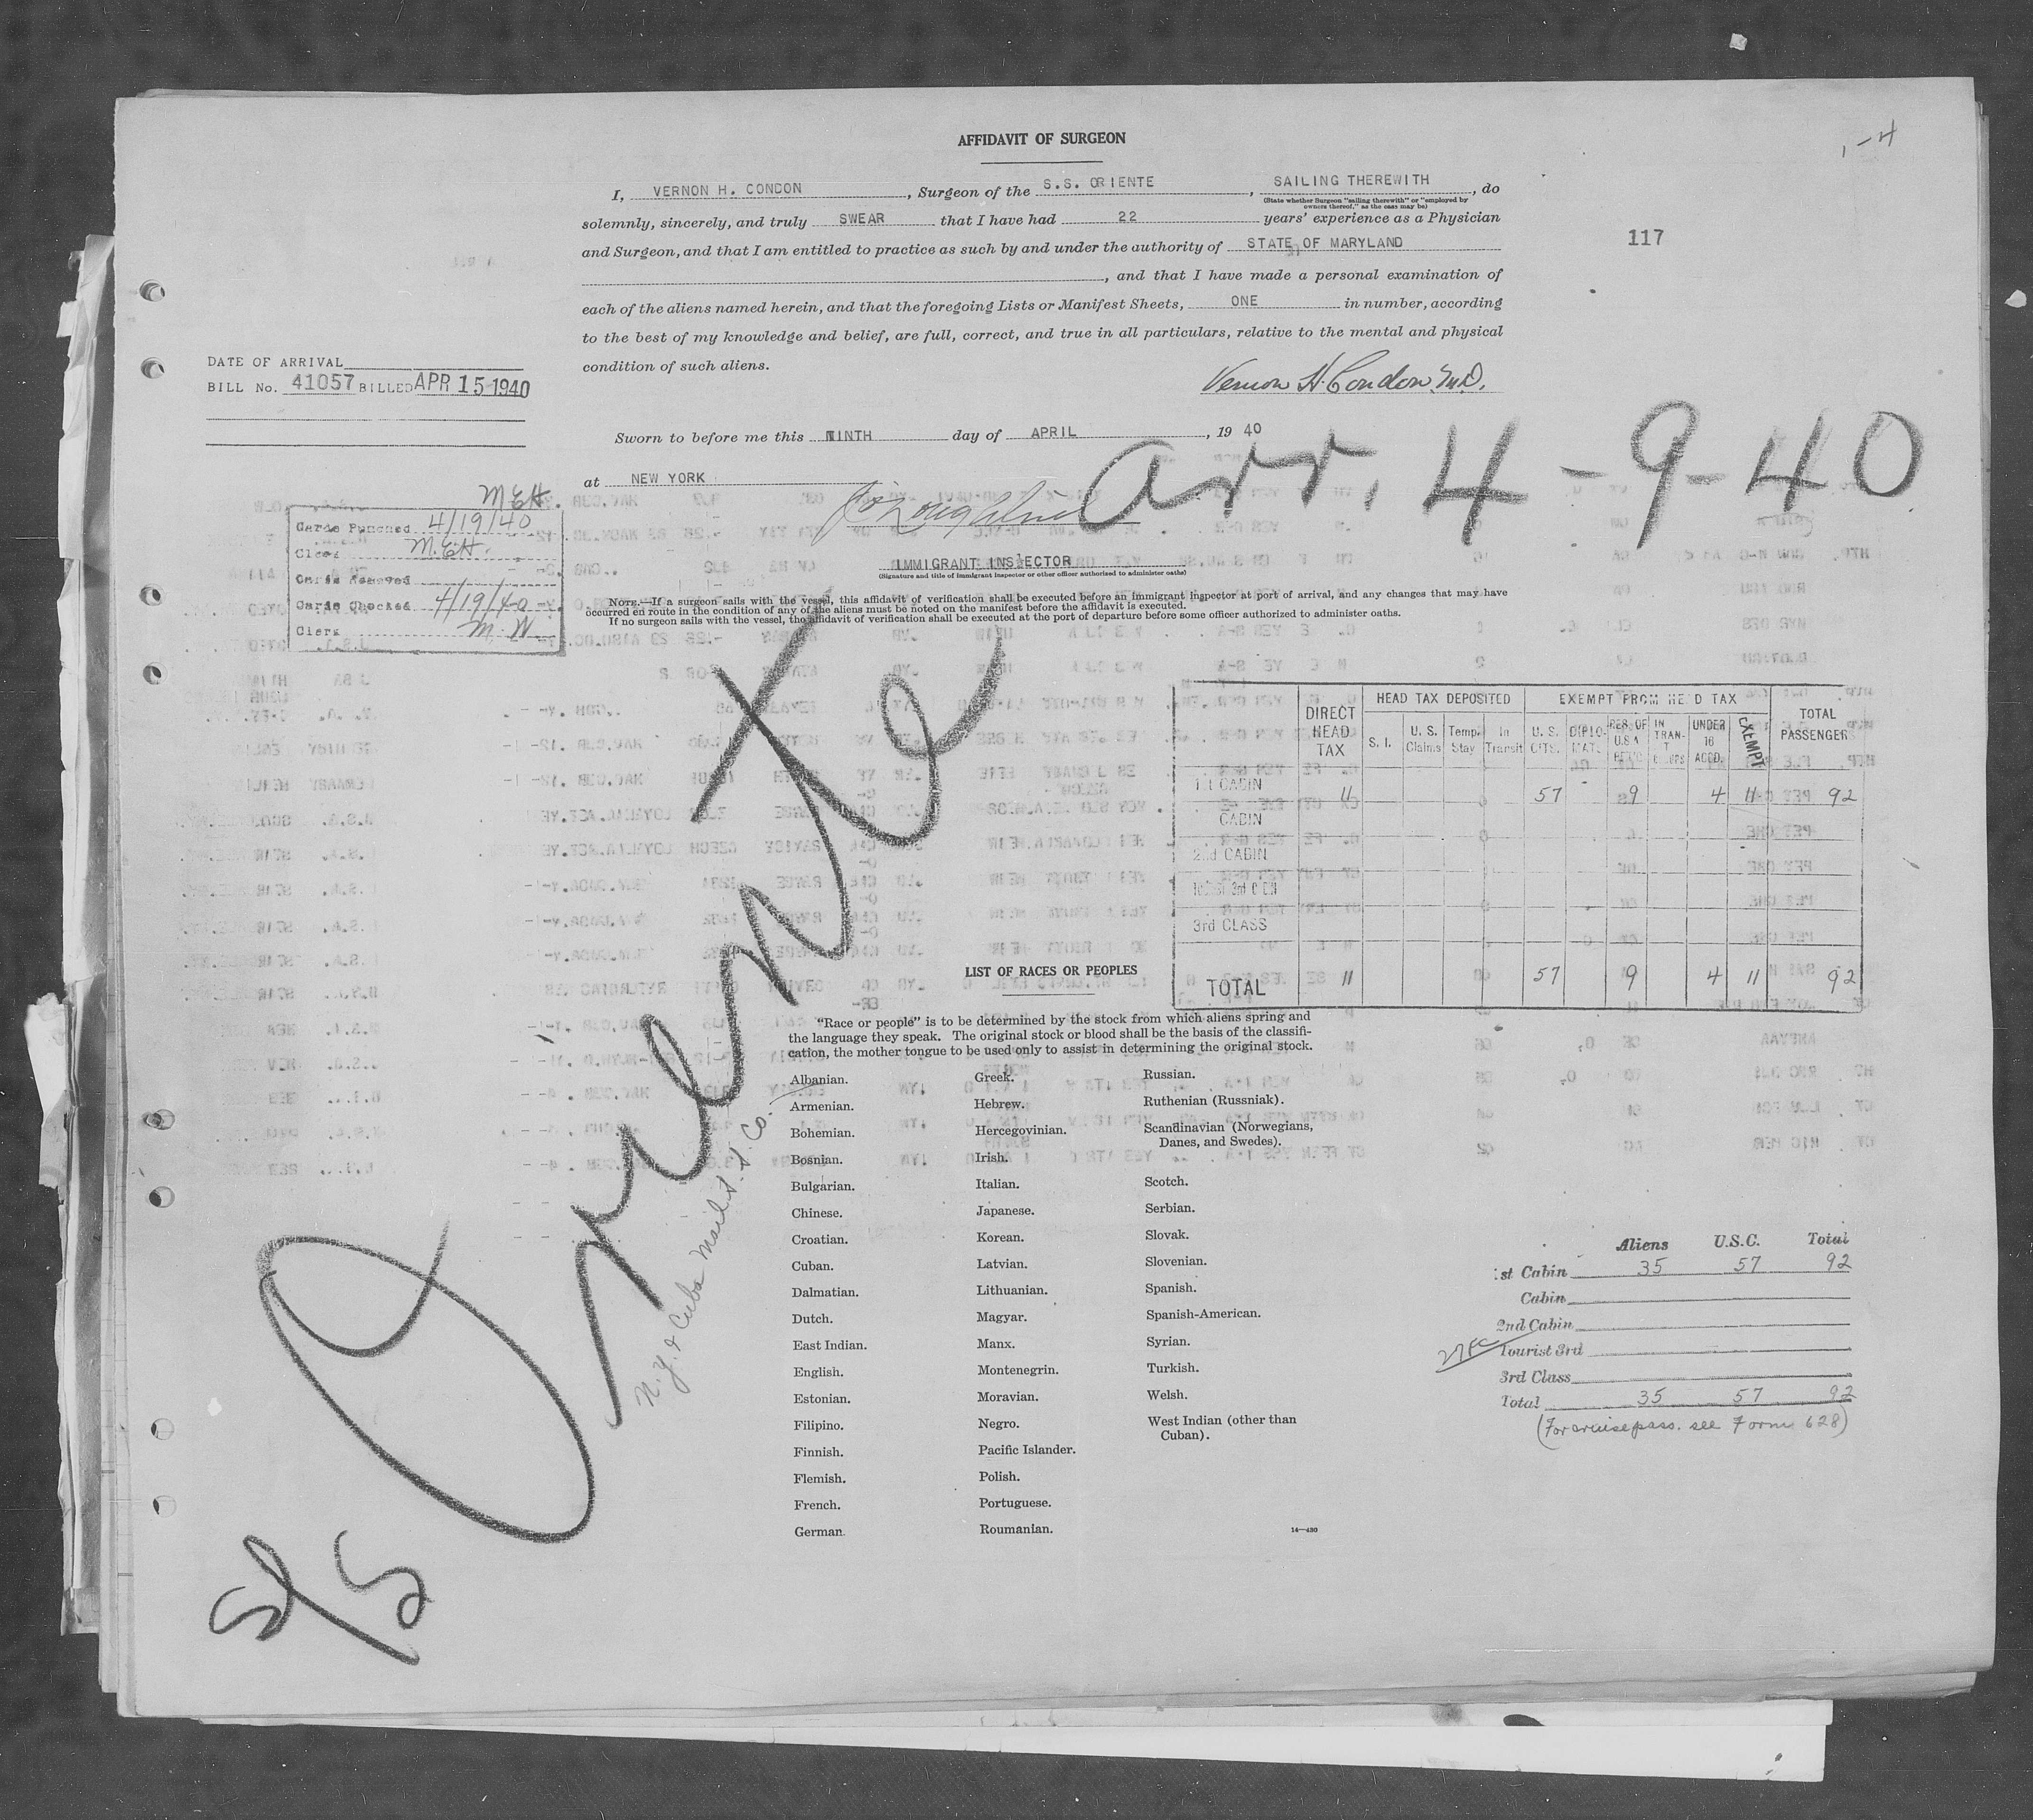 AFFIDAVIT OF SURGEON
1-4
I, VERNON H. CONDON, Surgeon of the S.S. ORIENTE, SAILING THEREWITH, do
(State whether Surgeon "sailing therewith" or "employed by
owners thereof," as the case may be)
solemnly, sincerely, and truly SWEAR that I have had 22 years' experience as a Physician
and Surgeon, and that I am entitled to practice as such by and under the authority of STATE OF MARYLAND
117
, and that I have made a personal examination of
each of the aliens named herein, and that the foregoing Lists or Manifest Sheets, ONE in number, according
to the best of my knowledge and belief, are full, correct, and true in all particulars, relative to the mental and physical
condition of such aliens.
Vernon H. Condon M.D.
DATE OF ARRIVAL
BILL No. 41057 BILLED APR 15 1940
Sworn to before me this NINTH day of APRIL, 19 40
at NEW YORK
arr. 4-9-40
IMMIGRANT INSPECTOR
(Signature and title of immigrant inspector or other officer authorized to administer oaths)
NOTE.—If a surgeon sails with the vessel, this affidavit of verification shall be executed before an immigrant inspector at port of arrival, and any changes that may have
occurred en route in the condition of any of the aliens must be noted on the manifest before the affidavit is executed.
If no surgeon sails with the vessel, the affidavit of verification shall be executed at the port of departure before some officer authorized to administer oaths.
M.E.H.
Cards Punched 4/19/40
Clerk M.E.H.
Cards Removed
Cards Checked 4/19/40
Clerk M. W.
DIRECT HEAD TAX
HEAD TAX DEPOSITED
EXEMPT FROM HEAD TAX
TOTAL PASSENGER
S. I.
U. S. Claims
Temp. Stay
In Transit
U. S. CITS.
DIPLO-MATS
RES. OF U.S.A.
IN TRAN-T
UNDER 16 ACCD.
EXEMPT
1st CABIN 11 57 - 9 4 11 92
CABIN
2nd CABIN
3rd CLASS
TOTAL 11 57 9 4 11 92
LIST OF RACES OR PEOPLES
"Race or people" is to be determined by the stock from which aliens spring and
the language they speak. The original stock or blood shall be the basis of the classifi-
cation, the mother tongue to be used only to assist in determining the original stock.
Albanian.
Armenian.
Bohemian.
Bosnian.
Bulgarian.
Chinese.
Croatian.
Cuban.
Dalmatian.
Dutch.
East Indian.
English.
Estonian.
Filipino.
Finnish.
Flemish.
French.
German.
Greek.
Hebrew.
Hercegovinian.
Irish.
Italian.
Japanese.
Korean.
Latvian.
Lithuanian.
Magyar.
Manx.
Montenegrin.
Moravian.
Negro.
Pacific Islander.
Polish.
Portuguese.
Roumanian.
Russian.
Ruthenian (Russniak).
Scandinavian (Norwegians,
Danes, and Swedes).
Scotch.
Serbian.
Slovak.
Slovenian.
Spanish.
Spanish-American.
Syrian.
Turkish.
Welsh.
West Indian (other than
Cuban).
14—430
S/S Oriente
N.Y. & Cuba Mail S.S. Co.
Aliens U.S.C. Total
1st Cabin 35 57 92
Cabin
2nd Cabin
Tourist 3rd
3rd Class
Total 35 57 92
(For cruise pass. see Form 628)